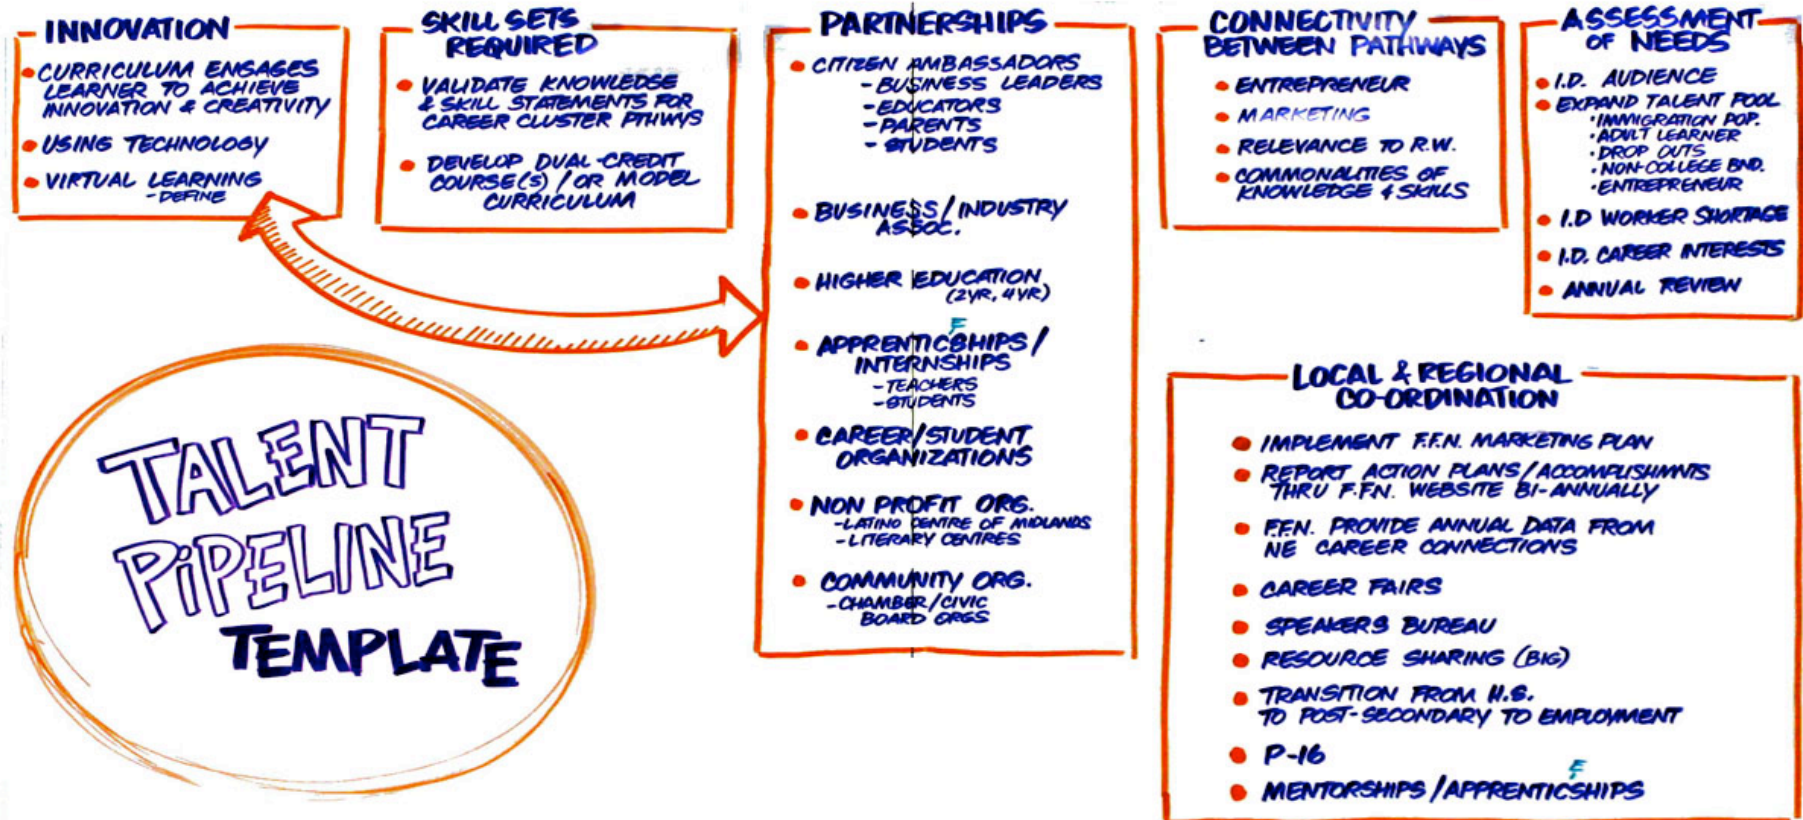 INNOVATION
CURRICULUM ENGAGES
LEARNER TO ACHIEVE
INNOVATION & CREATIVITY
USING TECHNOLOGY
VIRTUAL LEARNING
- DEFINE
SKILL SETS
REQUIRED
VALIDATE KNOWLEDGE
& SKILL STATEMENTS FOR
CAREER CLUSTER PTHWYS
DEVELOP DUAL-CREDIT
COURSE(S) / OR MODEL
CURRICULUM
PARTNERSHIPS
CITIZEN AMBASSADORS
- BUSINESS LEADERS
- EDUCATORS
- PARENTS
- STUDENTS
BUSINESS / INDUSTRY
ASSOC.
HIGHER EDUCATION
(2YR, 4YR)
E
APPRENTICSHIPS /
INTERNSHIPS
- TEACHERS
- STUDENTS
CAREER/STUDENT
ORGANIZATIONS
NON PROFIT ORG.
- LATINO CENTRE OF MIDLANDS
- LITERARY CENTRES
COMMUNITY ORG.
- CHAMBER / CIVIC
BOARD ORGS
CONNECTIVITY
BETWEEN PATHWAYS
ENTREPRENEUR
MARKETING
RELEVANCE TO R.W.
COMMONALITIES OF
KNOWLEDGE & SKILLS
ASSESSMENT
OF NEEDS
I.D. AUDIENCE
EXPAND TALENT POOL
• IMMIGRATION POP.
• ADULT LEARNER
• DROP OUTS
• NON-COLLEGE BND.
• ENTREPRENEUR
I.D WORKER SHORTAGE
I.D. CAREER INTERESTS
ANNUAL REVIEW
TALENT
PIPELINE
TEMPLATE
LOCAL & REGIONAL
CO-ORDINATION
IMPLEMENT F.F.N. MARKETING PLAN
REPORT ACTION PLANS / ACCOMPLISHMNTS
THRU F.F.N. WEBSITE BI-ANNUALLY
F.F.N. PROVIDE ANNUAL DATA FROM
NE CAREER CONNECTIONS
CAREER FAIRS
SPEAKERS BUREAU
RESOURCE SHARING (BIG)
TRANSITION FROM H.S.
TO POST-SECONDARY TO EMPLOYMENT
P-16
E
MENTORSHIPS / APPRENTICSHIPS